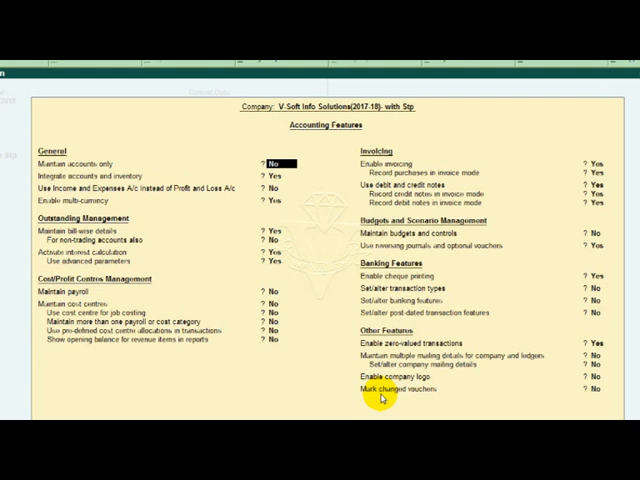 Company: V-Soft Info Solutions(2017-18)- with Stp
Accounting Features
General
Maintain accounts only ? No
Integrate accounts and inventory ? Yes
Use Income and Expenses A/c instead of Profit and Loss A/c ? No
Enable multi-currency ? Yes
Outstanding Management
Maintain bill-wise details ? Yes
For non-trading accounts also ? No
Activate interest calculation ? Yes
Use advanced parameters ? Yes
Cost/Profit Centres Management
Maintain payroll ? No
Maintain cost centres ? No
Use cost centre for job costing ? No
Maintain more than one payroll or cost category ? No
Use pre-defined cost centre allocations in transactions ? No
Show opening balance for revenue items in reports ? No
Invoicing
Enable invoicing ? Yes
Record purchases in invoice mode ? Yes
Use debit and credit notes ? Yes
Record credit notes in invoice mode ? Yes
Record debit notes in invoice mode ? Yes
Budgets and Scenario Management
Maintain budgets and controls ? No
Use reversing journals and optional vouchers ? Yes
Banking Features
Enable cheque printing ? Yes
Set/alter transaction types ? No
Set/alter banking features ? No
Set/alter post-dated transaction features ? No
Other Features
Enable zero-valued transactions ? Yes
Maintain multiple mailing details for company and ledgers ? No
Set/alter company mailing details ? No
Enable company logo ? No
Mark changed vouchers ? No